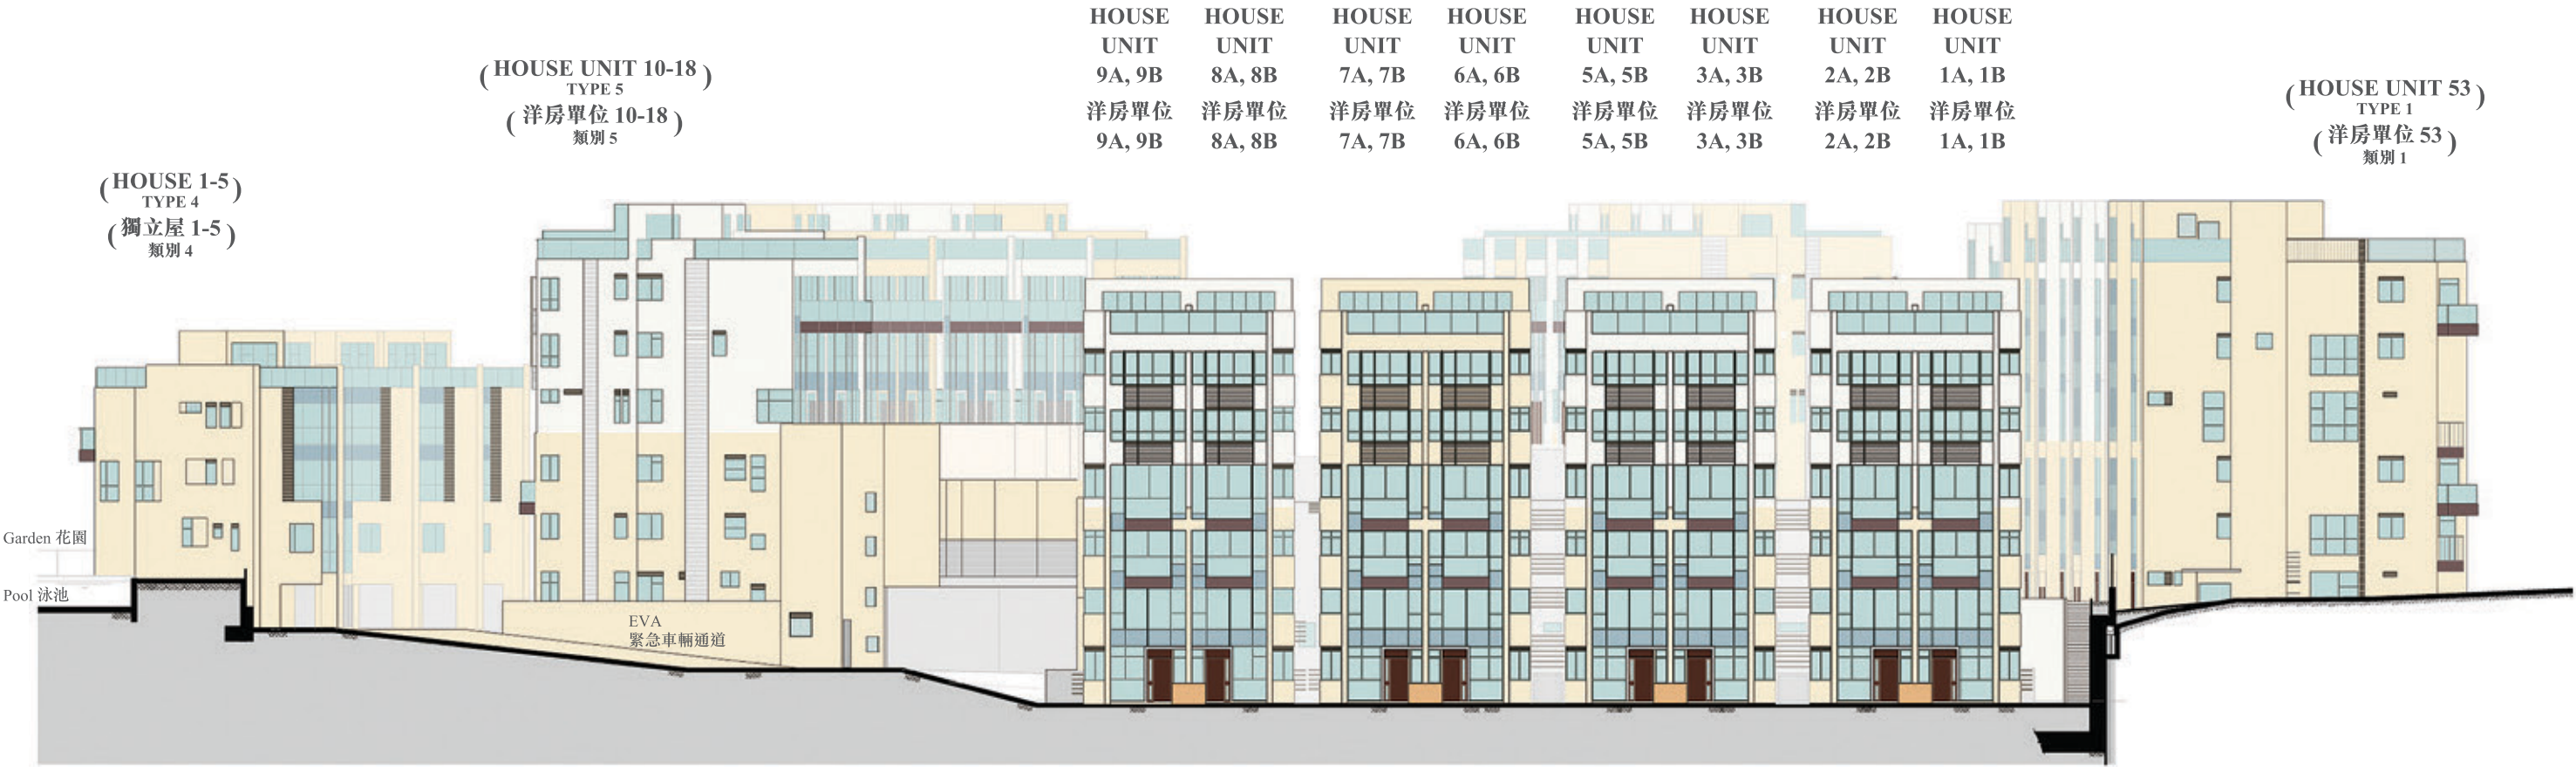 HOUSE
UNIT
9A, 9B
洋房單位
9A, 9B
HOUSE
UNIT
8A, 8B
洋房單位
8A, 8B
HOUSE
UNIT
7A, 7B
洋房單位
7A, 7B
HOUSE
UNIT
6A, 6B
洋房單位
6A, 6B
HOUSE
UNIT
5A, 5B
洋房單位
5A, 5B
HOUSE
UNIT
3A, 3B
洋房單位
3A, 3B
HOUSE
UNIT
2A, 2B
洋房單位
2A, 2B
HOUSE
UNIT
1A, 1B
洋房單位
1A, 1B
(HOUSE UNIT 10-18)
TYPE 5
(洋房單位 10-18)
類別 5
(HOUSE UNIT 53)
TYPE 1
(洋房單位 53)
類別 1
(HOUSE 1-5)
TYPE 4
(獨立屋 1-5)
類別 4
Garden 花園
Pool 泳池
EVA
緊急車輛通道